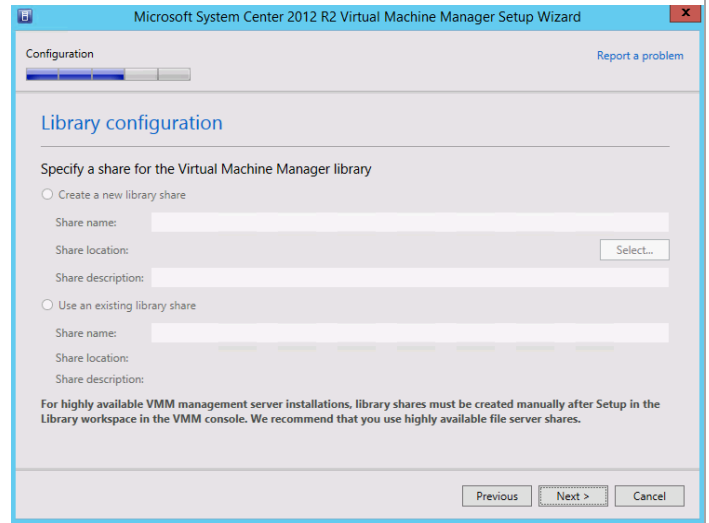 Microsoft System Center 2012 R2 Virtual Machine Manager Setup Wizard
x
Configuration
Report a problem
Library configuration
Specify a share for the Virtual Machine Manager library
Create a new library share
Share name:
Share location:
Select...
Share description:
Use an existing library share
Share name:
Share location:
Share description:
For highly available VMM management server installations, library shares must be created manually after Setup in the
Library workspace in the VMM console. We recommend that you use highly available file server shares.
Previous
Next >
Cancel